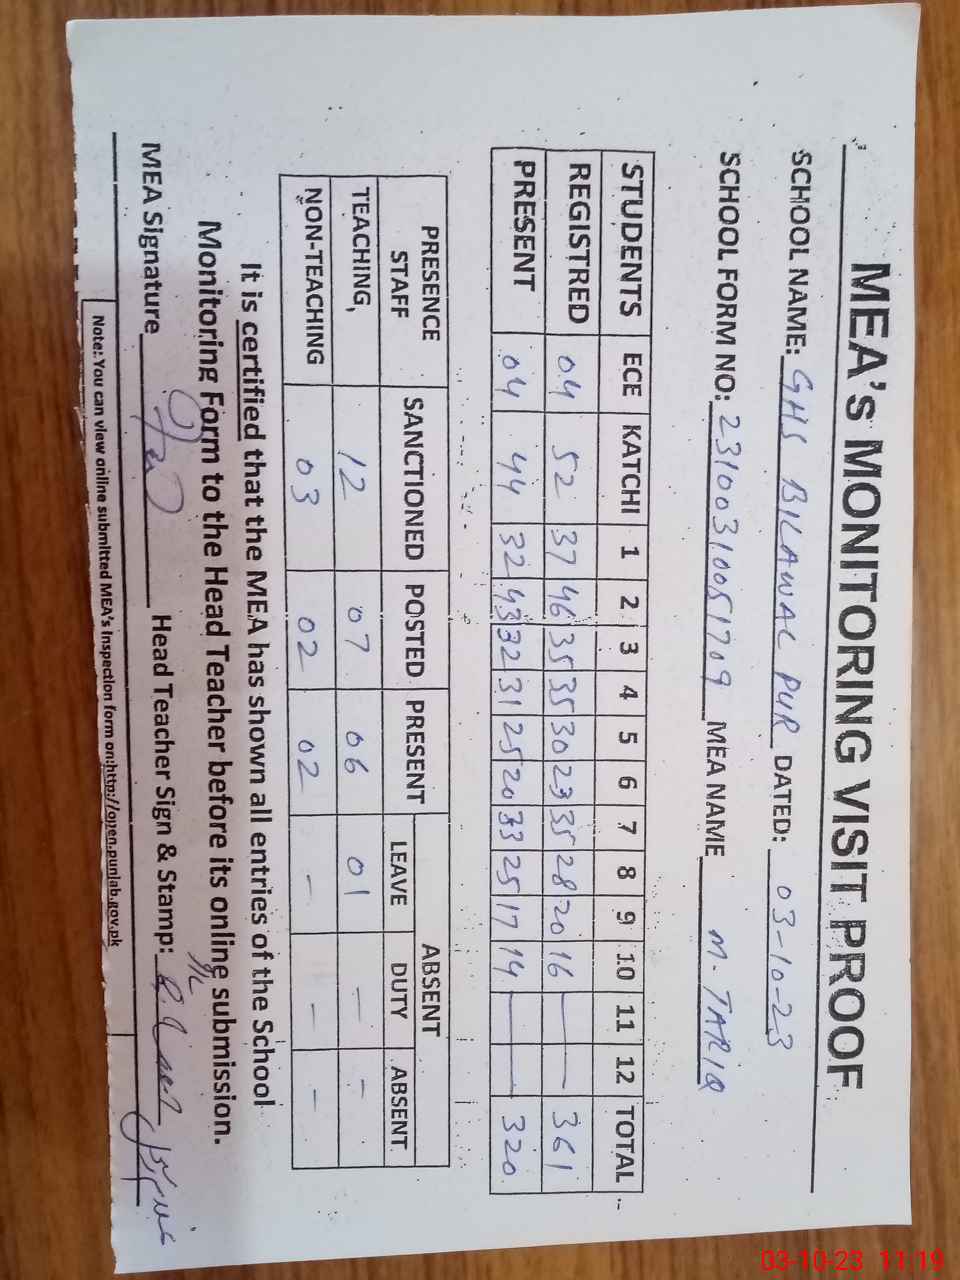 MEA's MONITORING VISIT PROOF
SCHOOL NAME: GHS BILAWAL PUR DATED: 03-10-23
SCHOOL FORM NO: 23100310051709 MEA NAME M. TARIQ
STUDENTS ECE KATCHI 1 2 3 4 5 6 7 8 9 10 11 12 TOTAL
REGISTRED 04 52 37 46 35 35 30 23 35 28 20 16 — — 361
PRESENT 04 44 32 43 32 31 25 20 33 25 17 14 — — 320
PRESENCE STAFF SANCTIONED POSTED PRESENT ABSENT
LEAVE DUTY ABSENT
TEACHING, 12 07 06 01 – –
NON-TEACHING 03 02 02 – – –
It is certified that the MEA has shown all entries of the School
Monitoring Form to the Head Teacher before its online submission.
MEA Signature Head Teacher Sign & Stamp:
Note:: You can view online submitted MEA's Inspection form on:http://open.punjab.gov.pk
03-10-23 11:19